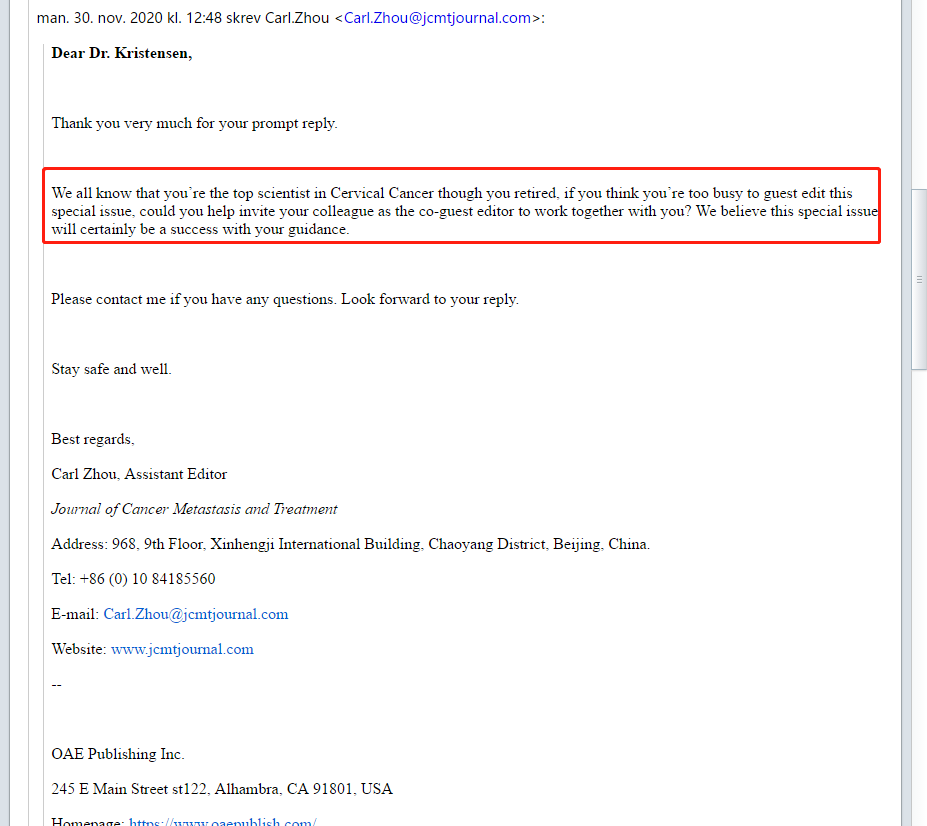 man. 30. nov. 2020 kl. 12:48 skrev Carl.Zhou <Carl.Zhou@jcmtjournal.com>:
Dear Dr. Kristensen,
Thank you very much for your prompt reply.
We all know that you`re the top scientist in Cervical Cancer though you retired, if you think you`re too busy to guest edit this
special issue, could you help invite your colleague as the co-guest editor to work together with you? We believe this special issue
will certainly be a success with your guidance.
Please contact me if you have any questions. Look forward to your reply.
Stay safe and well.
Best regards,
Carl Zhou, Assistant Editor
Journal of Cancer Metastasis and Treatment
Address: 968, 9th Floor, Xinhengji International Building, Chaoyang District, Beijing, China.
Tel: +86 (0) 10 84185560
E-mail: Carl.Zhou@jcmtjournal.com
Website: www.jcmtjournal.com
--
OAE Publishing Inc.
245 E Main Street st122, Alhambra, CA 91801, USA
Homepage: https://www.oaepublish.com/